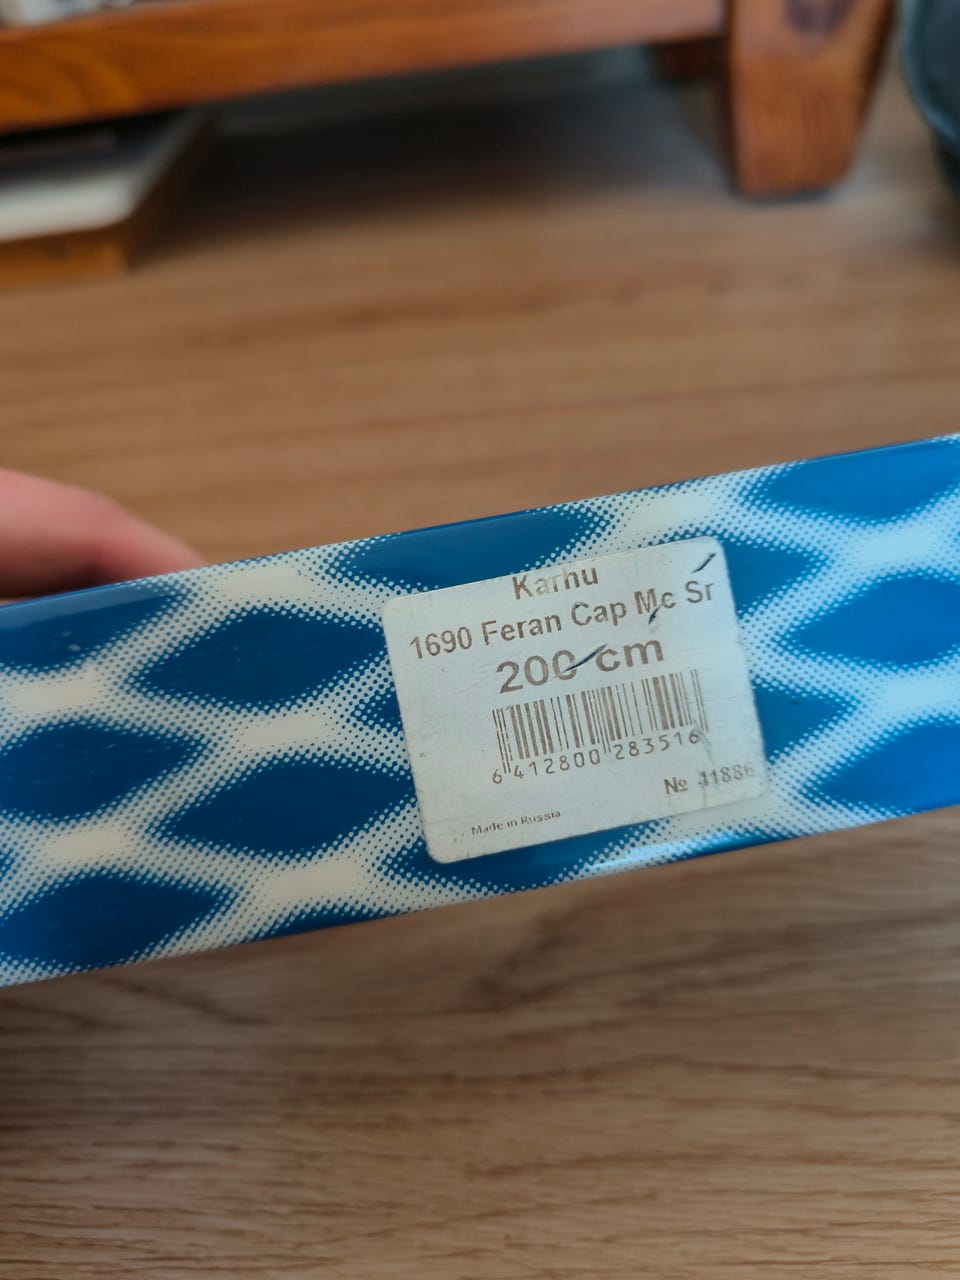 Karhu
1690 Feran Cap Mc Sr
200 cm
6 412800 283516
№ 41886
Made in Russia